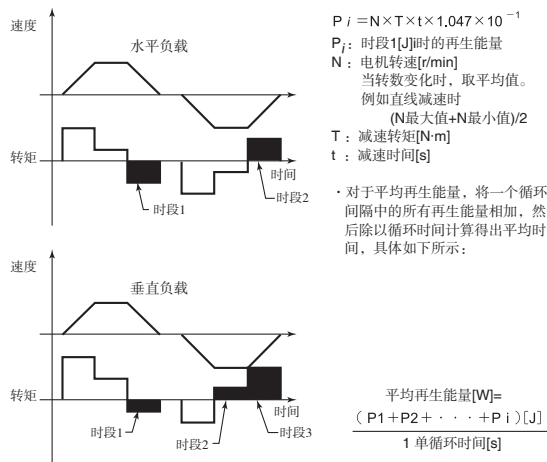 速度
水平负载
转矩
时间
时段1
时段2
速度
垂直负载
转矩
时间
时段1
时段2
时段3
P i =N×T×t×1.047×10 ⁻¹
Pi: 时段1[J]i时的再生能量
N : 电机转速[r/min]
当转数变化时，取平均值。
例如直线减速时
(N最大值+N最小值)/2
T : 减速转矩[N·m]
t : 减速时间[s]
· 对于平均再生能量，将一个循环
间隔中的所有再生能量相加，然
后除以循环时间计算得出平均时
间，具体如下所示：
平均再生能量[W]=
( P1+P2+ · · · +P i )[J]
1 单循环时间[s]